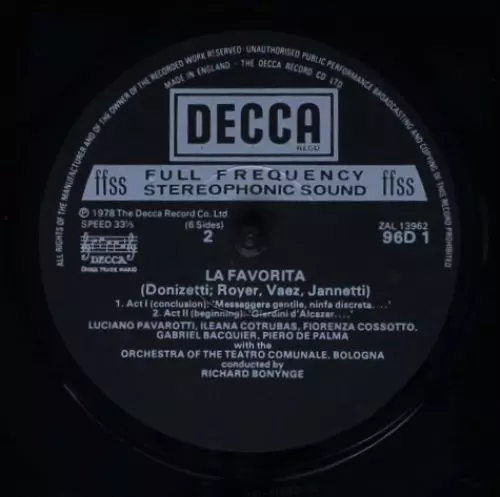 ALL RIGHTS OF THE MANUFACTURER AND OF THE OWNER OF THE RECORDED WORK RESERVED · UNAUTHORISED PUBLIC PERFORMANCE BROADCASTING AND COPYING OF THIS RECORD PROHIBITED
MADE IN ENGLAND · THE DECCA RECORD CO LTD
DECCA
REGD
ffss FULL FREQUENCY ffss
STEREOPHONIC SOUND
Ⓟ 1978 The Decca Record Co. Ltd
SPEED 33⅓ (6 Sides) ZAL 13962
2 96D 1
DECCA
TRADE MARK
LA FAVORITA
(Donizetti; Royer, Vaez, Jannetti)
1. Act I (conclusion): 'Messaggera gentile, ninfa discreta....'
2. Act II (beginning): 'Giardini d'Alcazar....'
LUCIANO PAVAROTTI, ILEANA COTRUBAS, FIORENZA COSSOTTO,
GABRIEL BACQUIER, PIERO DE PALMA
with the
ORCHESTRA OF THE TEATRO COMUNALE, BOLOGNA
conducted by
RICHARD BONYNGE